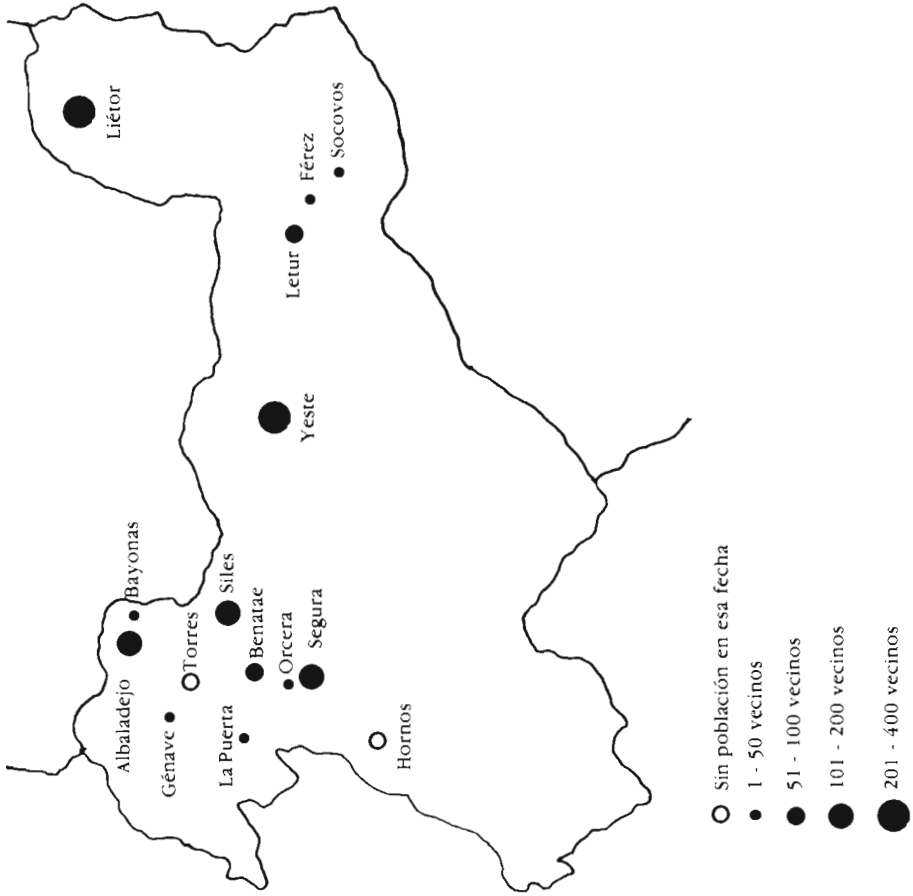 Liétor
Socovos
Férez
Letur
Yeste
Bayonas
Albaladejo
Torres
Siles
Génave
Benatae
La Puerta
Orcera
Segura
Hornos
Sin población en esa fecha
1 - 50 vecinos
51 - 100 vecinos
101 - 200 vecinos
201 - 400 vecinos